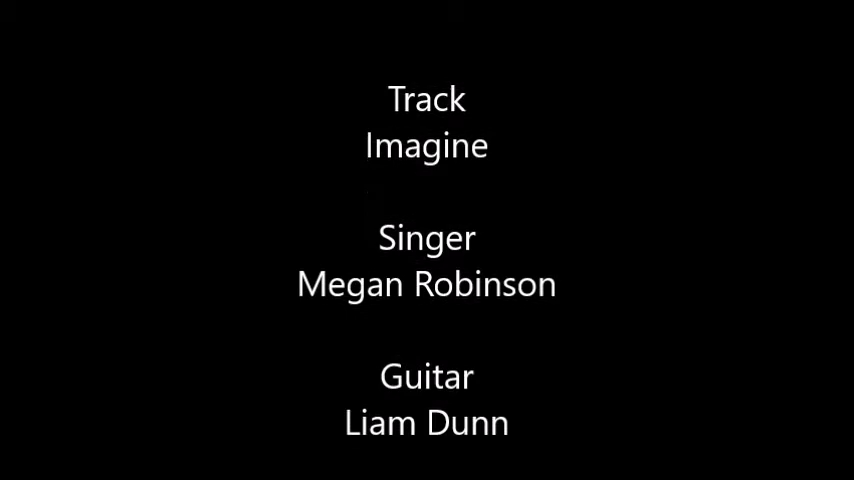 Track
Imagine
Singer
Megan Robinson
Guitar
Liam Dunn